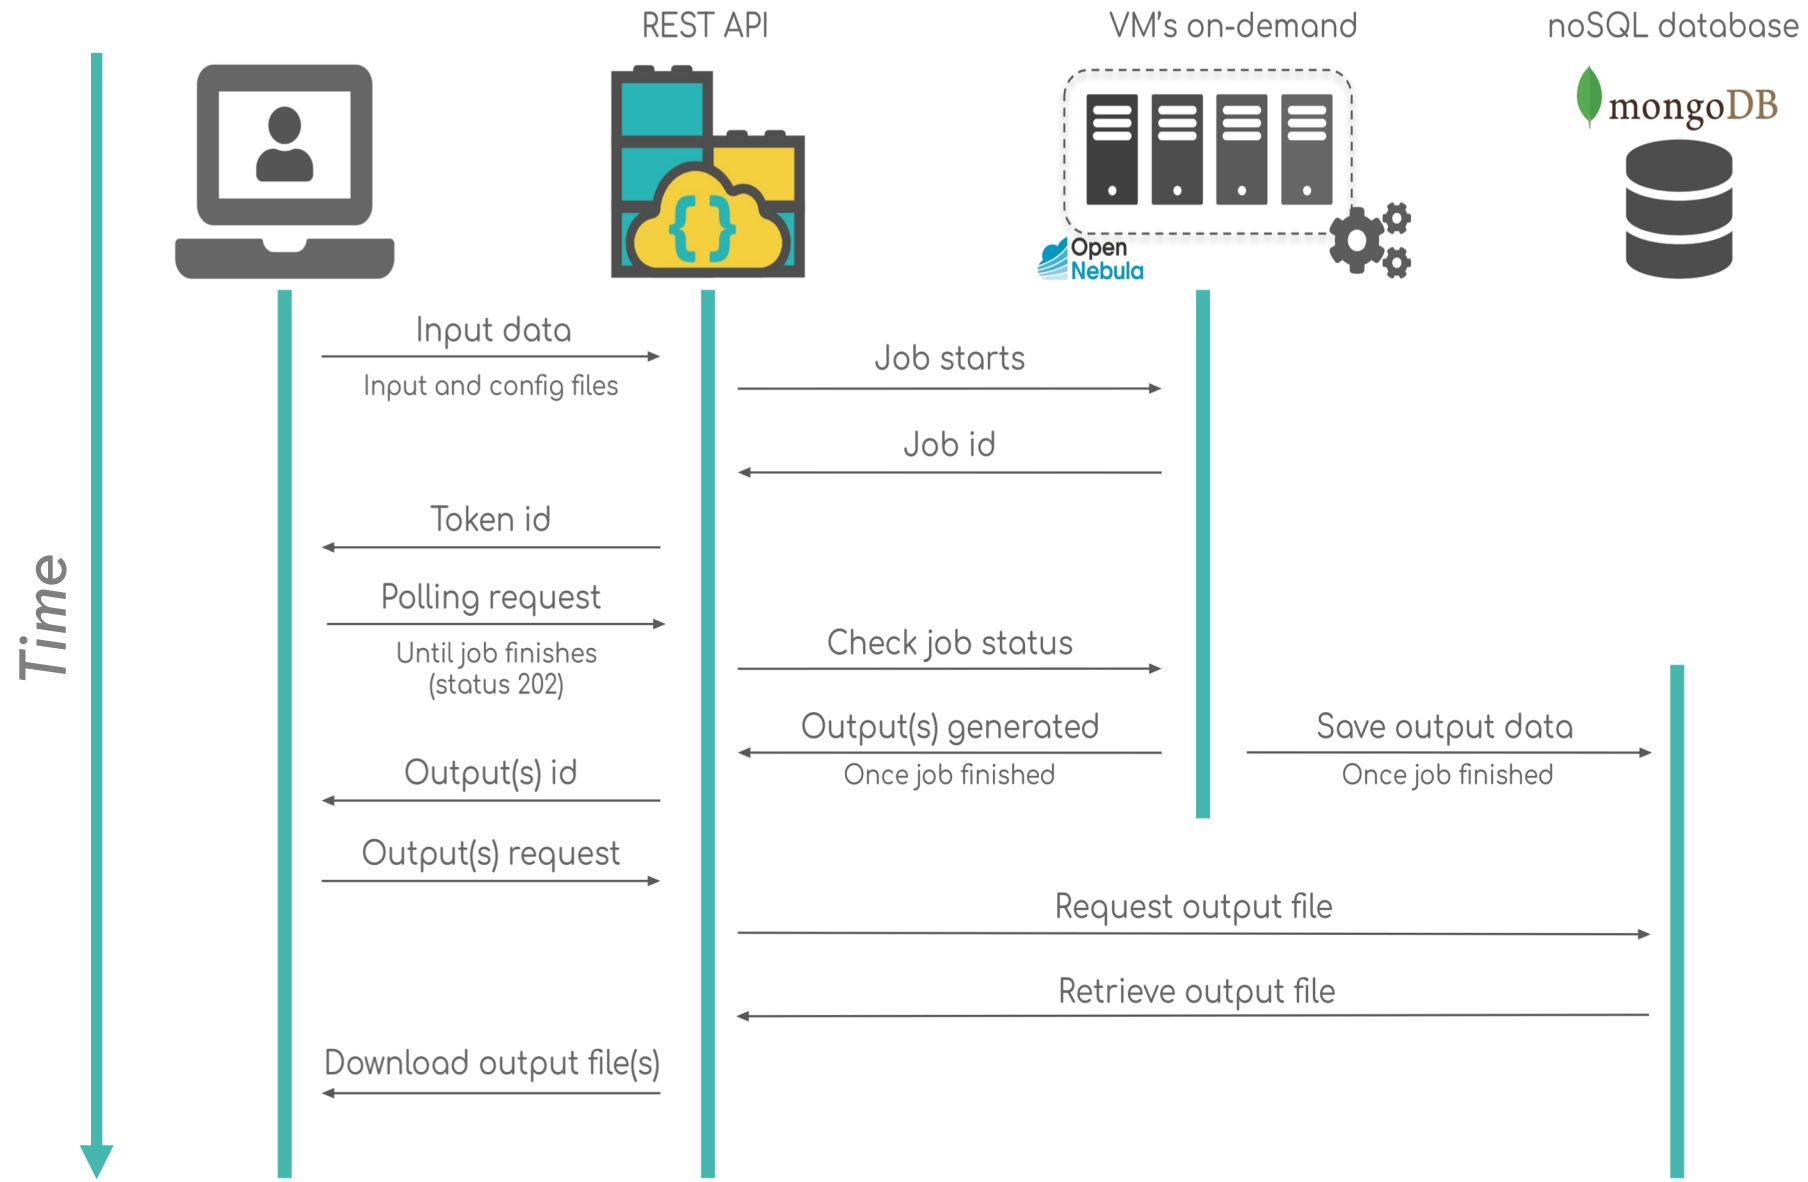 REST API
VM's on-demand
noSQL database
mongoDB
{}
Open
Nebula
Time
Input data
Input and config files
Job starts
Job id
Token id
Polling request
Until job finishes
(status 202)
Check job status
Output(s) generated
Once job finished
Save output data
Once job finished
Output(s) id
Output(s) request
Request output file
Retrieve output file
Download output file(s)